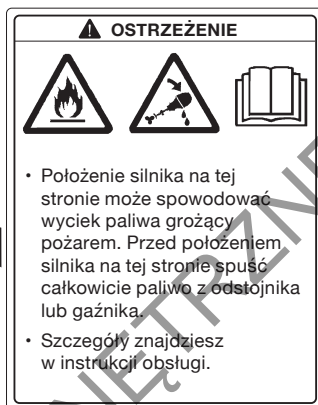 OSTRZEŻENIE
• Położenie silnika na tej
stronie może spowodować
wyciek paliwa grożący
pożarem. Przed położeniem
silnika na tej stronie spuść
całkowicie paliwo z odstojnika
lub gaźnika.
• Szczegóły znajdziesz
w instrukcji obsługi.